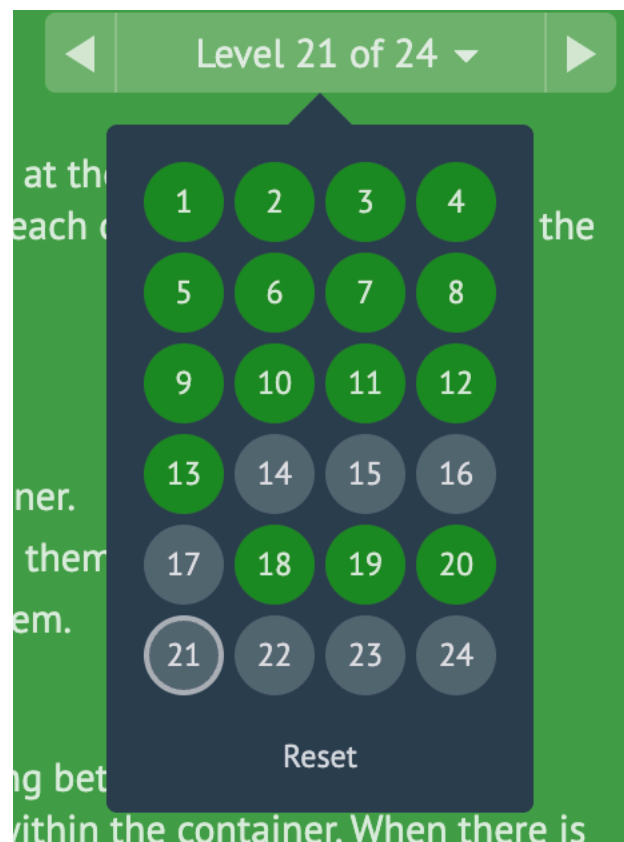 Level 21 of 24
at the
each the
1 2 3 4
5 6 7 8
9 10 11 12
13 14 15 16
ner.
17 18 19 20
them
em.
21 22 23 24
Reset
ng bet
within the container. When there is